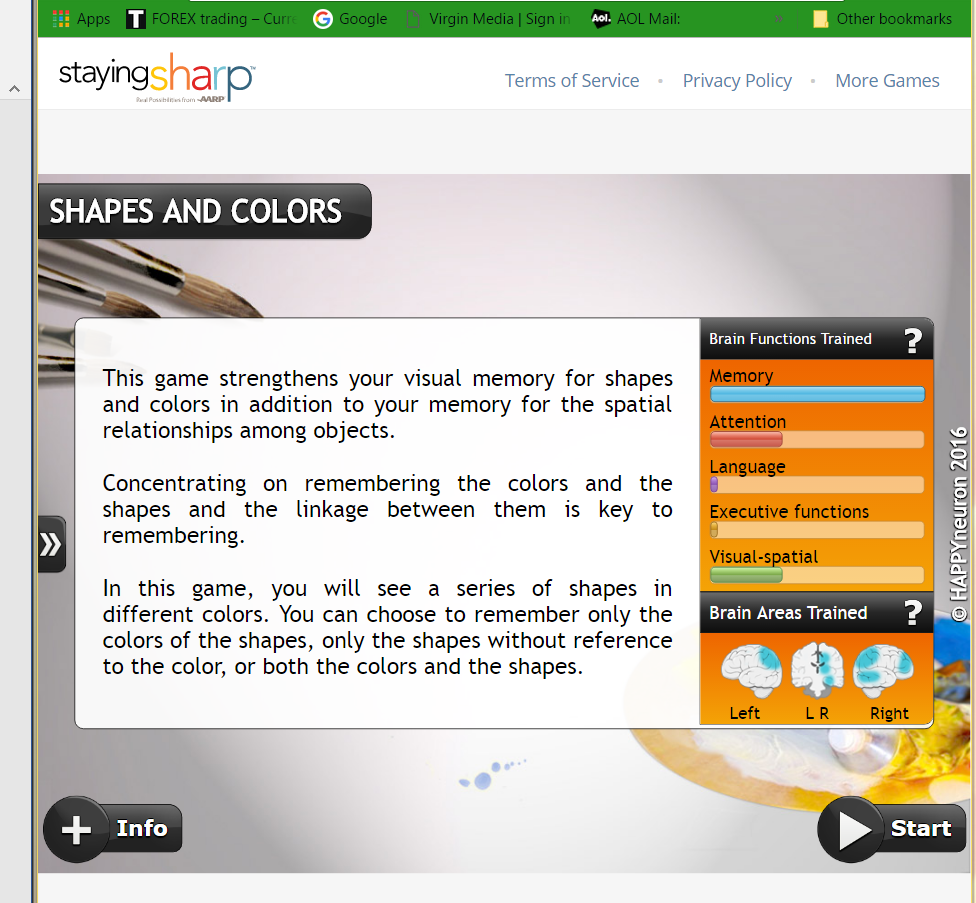 Apps
T FOREX trading – Curre
G Google
Virgin Media | Sign in
Aol. AOL Mail:
Other bookmarks
stayingsharp™
Real Possibilities from AARP
Terms of Service • Privacy Policy • More Games
SHAPES AND COLORS
This game strengthens your visual memory for shapes
and colors in addition to your memory for the spatial
relationships among objects.
Concentrating on remembering the colors and the
shapes and the linkage between them is key to
remembering.
In this game, you will see a series of shapes in
different colors. You can choose to remember only the
colors of the shapes, only the shapes without reference
to the color, or both the colors and the shapes.
Brain Functions Trained ?
Memory
Attention
Language
Executive functions
Visual-spatial
Brain Areas Trained ?
Left
L R
Right
© HAPPYneuron 2016
+ Info
Start